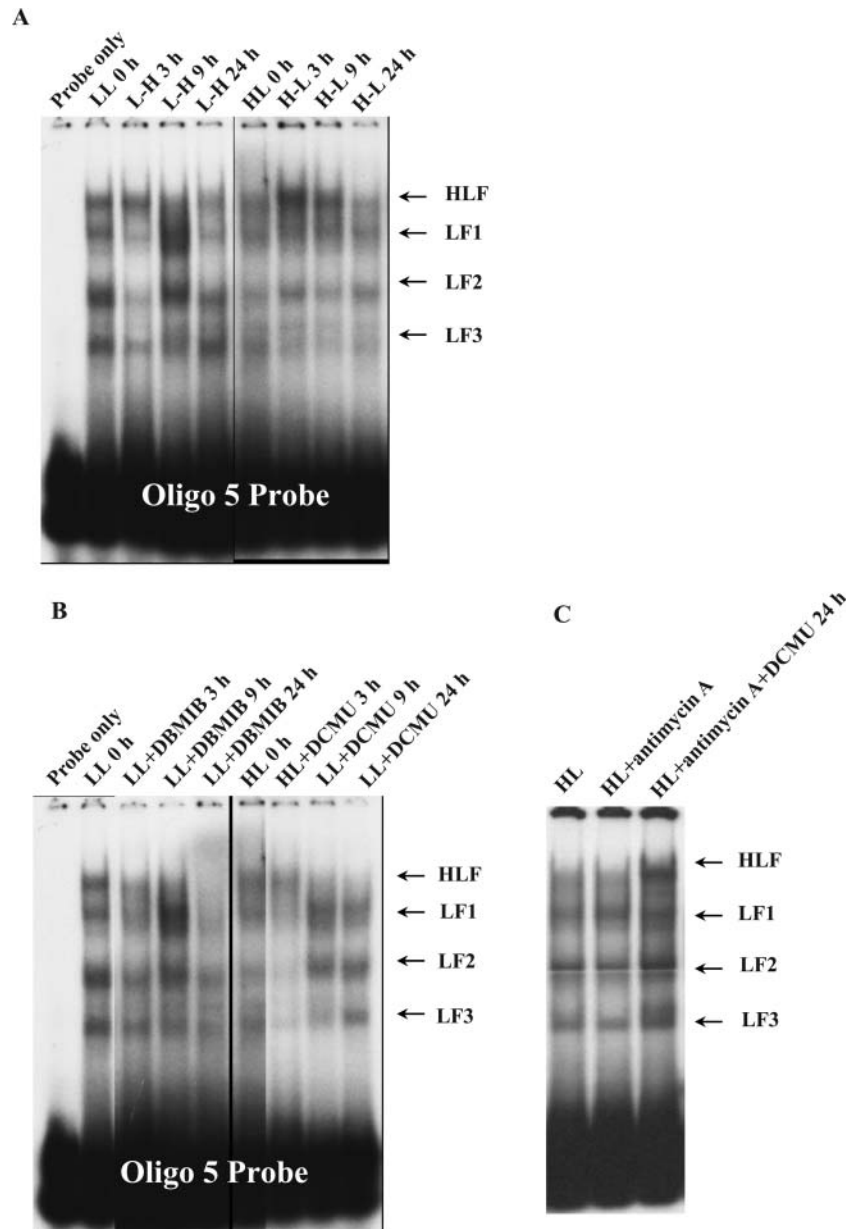 A
Probe only
LL 0 h
L-H 3 h
L-H 9 h
L-H 24 h
HL 0 h
H-L 3 h
H-L 9 h
H-L 24 h
HLF
LF1
LF2
LF3
Oligo 5 Probe
B
Probe only
LL 0 h
LL+DBMIB 3 h
LL+DBMIB 9 h
LL+DBMIB 24 h
HL 0 h
HL+DCMU 3 h
LL+DCMU 9 h
LL+DCMU 24 h
HLF
LF1
LF2
LF3
Oligo 5 Probe
C
HL
HL+antimycin A
HL+antimycin A+DCMU 24 h
HLF
LF1
LF2
LF3